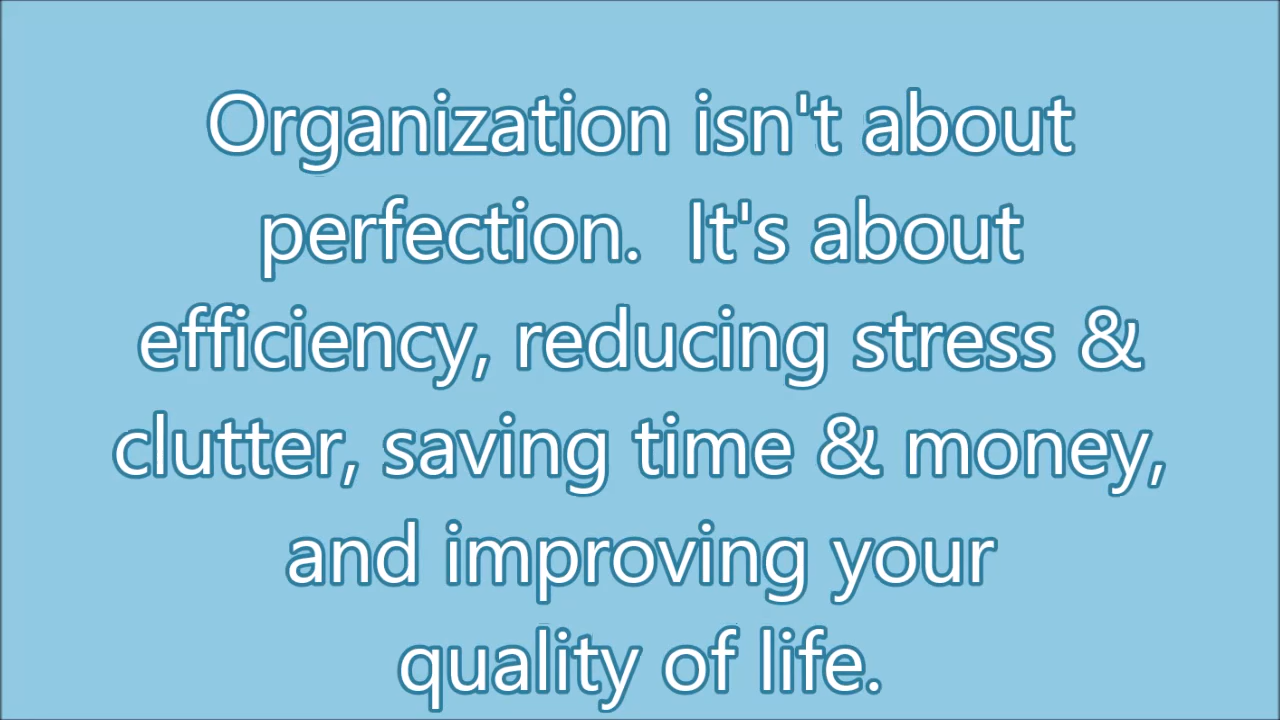 Organization isn't about
perfection.  It's about
efficiency, reducing stress &
clutter, saving time & money,
and improving your
quality of life.